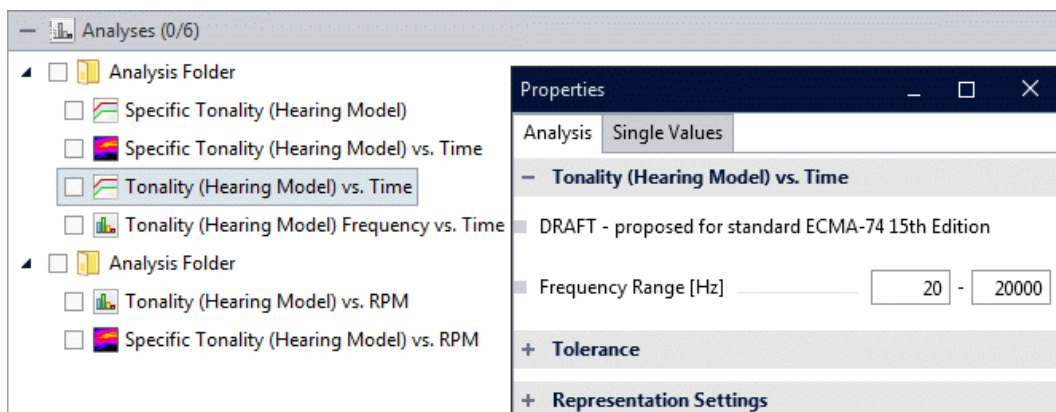 Analyses (0/6)
Analysis Folder
Specific Tonality (Hearing Model)
Specific Tonality (Hearing Model) vs. Time
Tonality (Hearing Model) vs. Time
Tonality (Hearing Model) Frequency vs. Time
Analysis Folder
Tonality (Hearing Model) vs. RPM
Specific Tonality (Hearing Model) vs. RPM
Properties
Analysis Single Values
Tonality (Hearing Model) vs. Time
DRAFT - proposed for standard ECMA-74 15th Edition
Frequency Range [Hz] 20 - 20000
Tolerance
Representation Settings